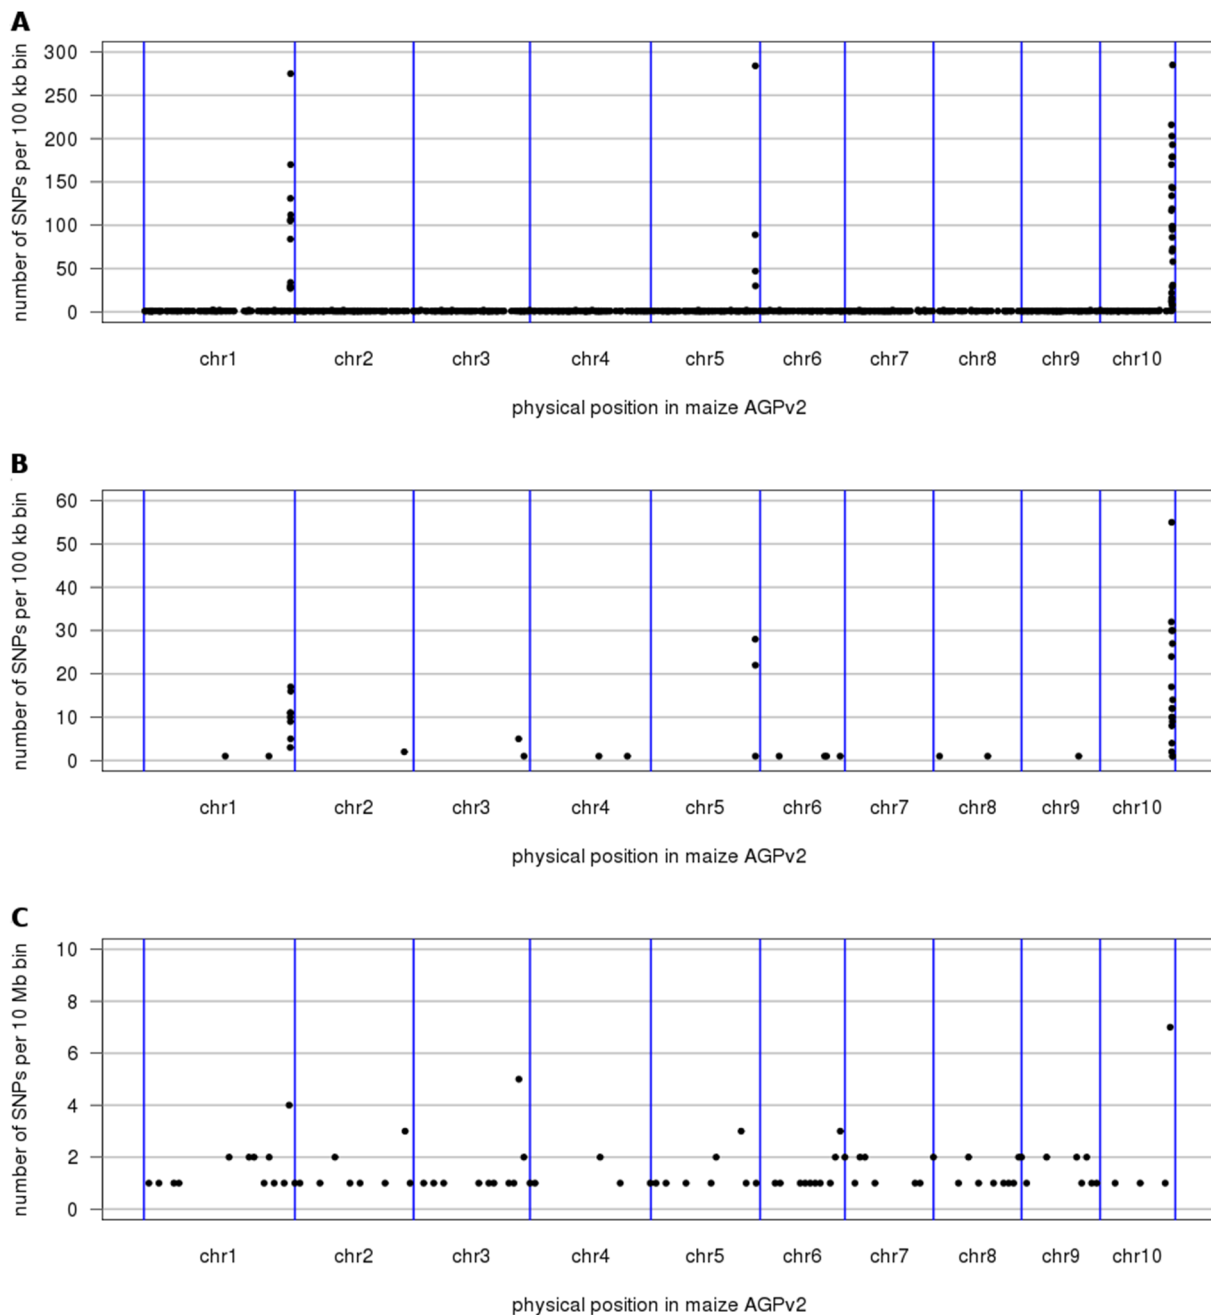 A
number of SNPs per 100 kb bin
300
250
200
150
100
50
0
chr1 chr2 chr3 chr4 chr5 chr6 chr7 chr8 chr9 chr10
physical position in maize AGPv2
B
number of SNPs per 100 kb bin
60
50
40
30
20
10
0
chr1 chr2 chr3 chr4 chr5 chr6 chr7 chr8 chr9 chr10
physical position in maize AGPv2
C
number of SNPs per 10 Mb bin
10
8
6
4
2
0
chr1 chr2 chr3 chr4 chr5 chr6 chr7 chr8 chr9 chr10
physical position in maize AGPv2